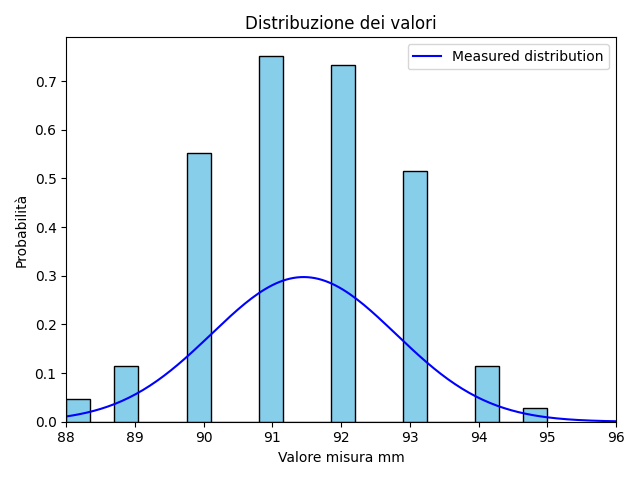 Distribuzione dei valori
Measured distribution
Probabilità
0.7
0.6
0.5
0.4
0.3
0.2
0.1
0.0
88 89 90 91 92 93 94 95 96
Valore misura mm